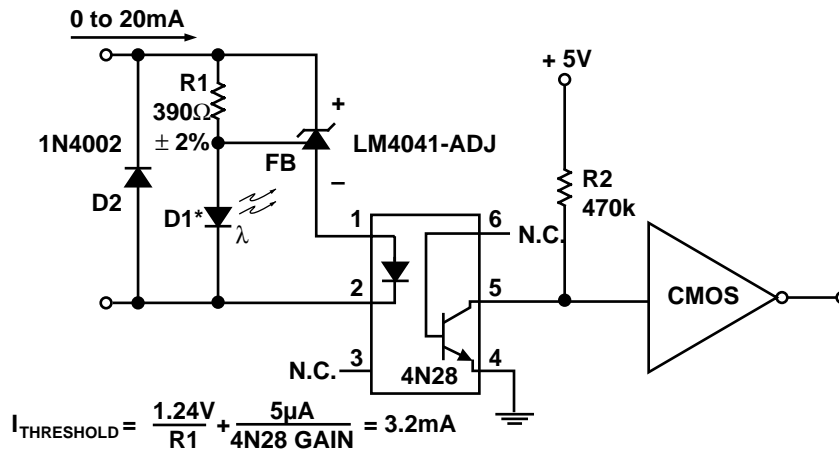 0 to 20mA
R1
390Ω
± 2%
+ 5V
+
1N4002
FB
LM4041-ADJ
D2
D1*
λ
–
R2
470k
1
6
N.C.
2
5
CMOS
3
4
N.C.
4N28
I THRESHOLD = 1.24V / R1 + 5µA / 4N28 GAIN = 3.2mA